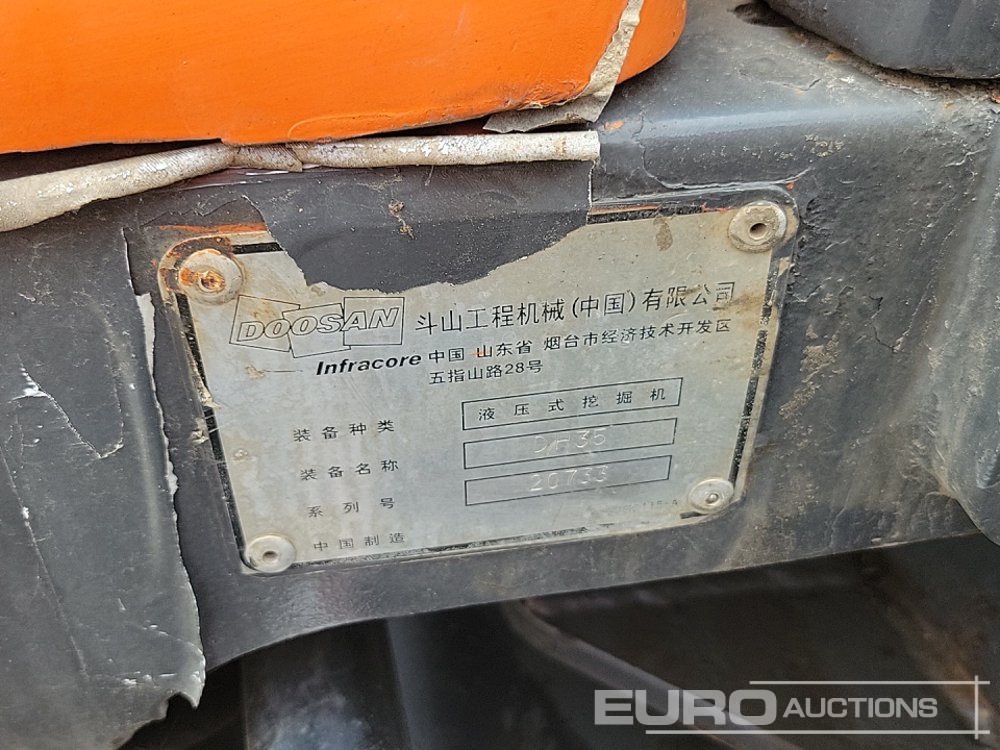 DOOSAN 斗山工程机械(中国)有限公司
Infracore 中国 山东省 烟台市经济技术开发区
五指山路28号
装备种类 液压式挖掘机
装备名称 DH35
系列号 20733
中国制造
EURO AUCTIONS